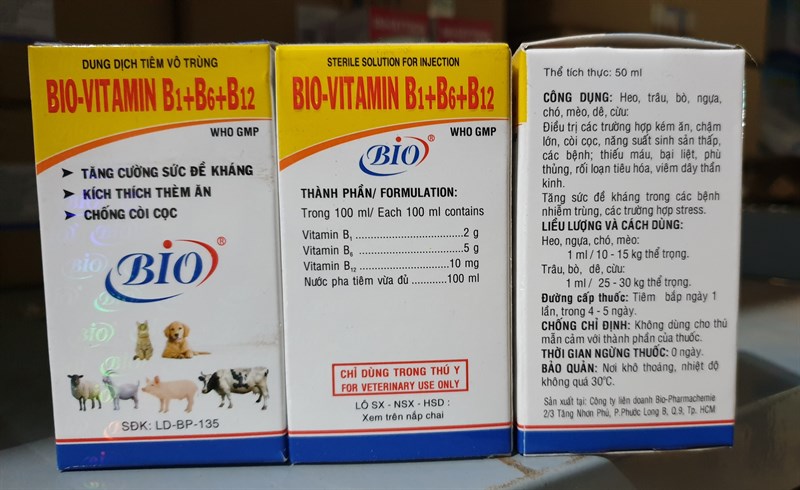 DUNG DỊCH TIÊM VÔ TRÙNG
BIO-VITAMIN B1+B6+B12
WHO GMP
➤ TĂNG CƯỜNG SỨC ĐỀ KHÁNG
➤ KÍCH THÍCH THÈM ĂN
➤ CHỐNG CÒI CỌC
BIO®
SĐK: LD-BP-135
STERILE SOLUTION FOR INJECTION
BIO-VITAMIN B1+B6+B12
WHO GMP
BIO®
THÀNH PHẦN/ FORMULATION:
Trong 100 ml/ Each 100 ml contains
Vitamin B1 ................................2 g
Vitamin B6 ................................5 g
Vitamin B12 ...........................10 mg
Nước pha tiêm vừa đủ ...........100 ml
CHỈ DÙNG TRONG THÚ Y
FOR VETERINARY USE ONLY
LÔ SX - NSX - HSD :
Xem trên nắp chai
Thể tích thực: 50 ml
CÔNG DỤNG: Heo, trâu, bò, ngựa,
chó, mèo, dê, cừu:
Điều trị các trường hợp kém ăn, chậm
lớn, còi cọc, năng suất sinh sản thấp,
các bệnh; thiếu máu, bại liệt, phù
thũng, rối loạn tiêu hóa, viêm dây thần
kinh.
Tăng sức đề kháng trong các bệnh
nhiễm trùng, các trường hợp stress.
LIỀU LƯỢNG VÀ CÁCH DÙNG:
Heo, ngựa, chó, mèo:
1 ml / 10 - 15 kg thể trọng.
Trâu, bò, dê, cừu:
1 ml / 25 - 30 kg thể trọng.
Đường cấp thuốc: Tiêm bắp ngày 1
lần, trong 4 - 5 ngày.
CHỐNG CHỈ ĐỊNH: Không dùng cho thú
mẫn cảm với thành phần của thuốc.
THỜI GIAN NGỪNG THUỐC: 0 ngày.
BẢO QUẢN: Nơi khô thoáng, nhiệt độ
không quá 30°C.
Sản xuất tại: Công ty liên doanh Bio-Pharmachemie
2/3 Tăng Nhơn Phú, P.Phước Long B, Q.9, Tp. HCM